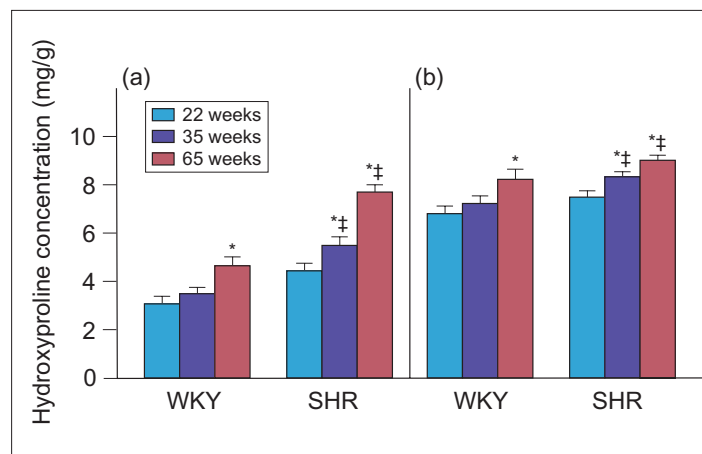 Hydroxyproline concentration (mg/g)
(a)
(b)
22 weeks
35 weeks
65 weeks
10
8
6
4
2
0
*
*‡
*‡
*
*‡
*‡
WKY
SHR
WKY
SHR